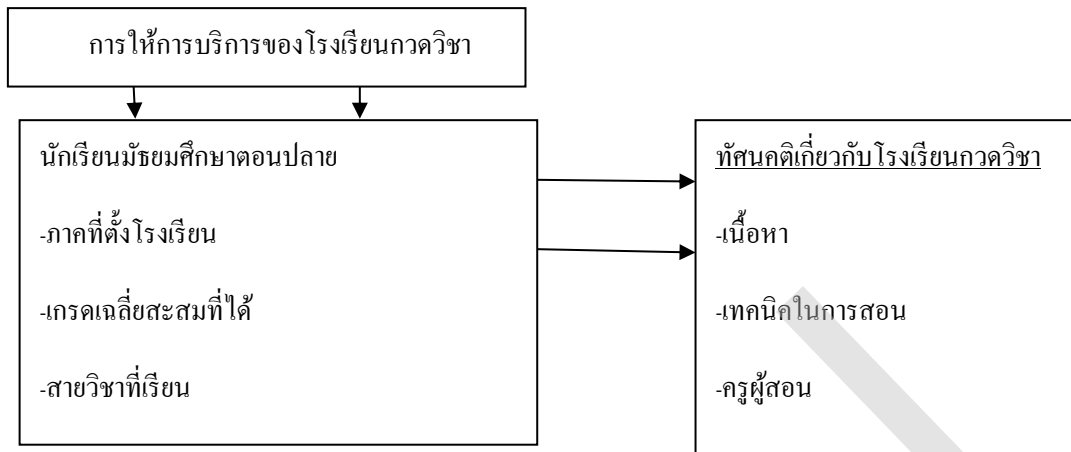 การให้การบริการของโรงเรียนกวดวิชา
นักเรียนมัธยมศึกษาตอนปลาย
-ภาคที่ตั้งโรงเรียน
-เกรดเฉลี่ยสะสมที่ได้
-สายวิชาที่เรียน
ทัศนคติเกี่ยวกับโรงเรียนกวดวิชา
-เนื้อหา
-เทคนิคในการสอน
-ครูผู้สอน